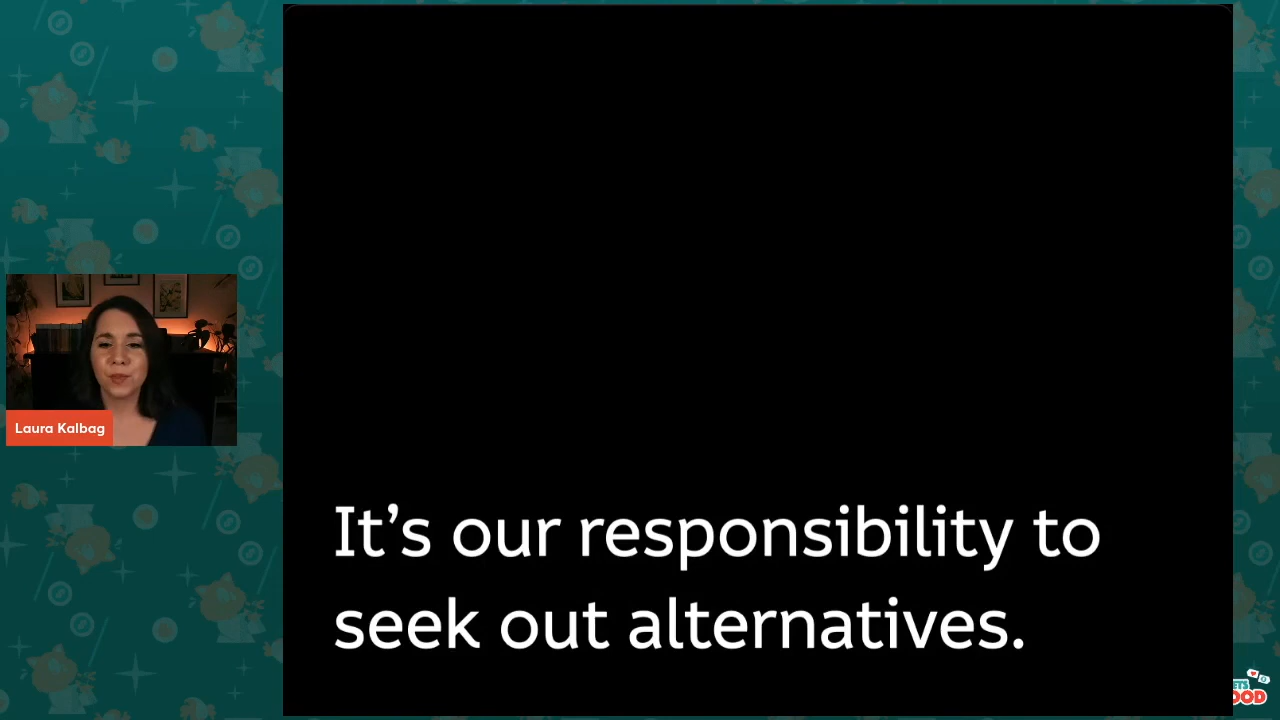 Laura Kalbag
It’s our responsibility to
seek out alternatives.